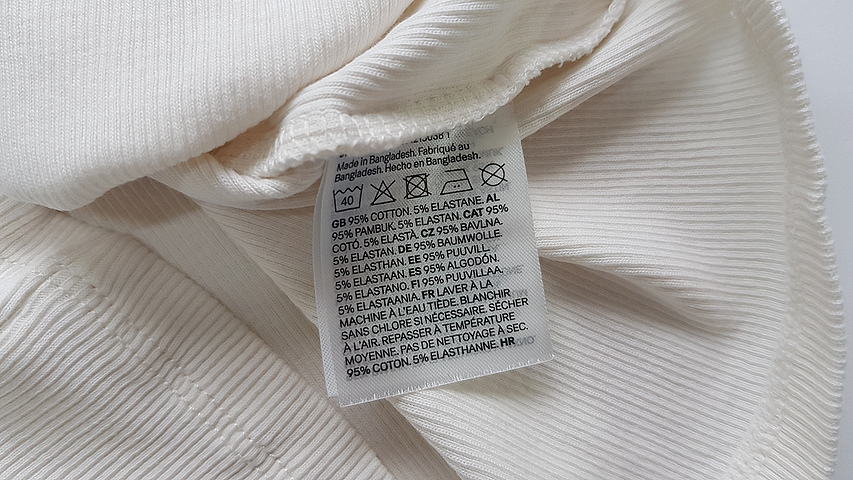 Made in Bangladesh. Fabriqué au
Bangladesh. Hecho en Bangladesh.
40
GB 95% COTTON. 5% ELASTANE. AL
95% PAMBUK. 5% ELASTAN. CAT 95%
COTÓ. 5% ELASTÀ. CZ 95% BAVLNA.
5% ELASTAN. DE 95% BAUMWOLLE.
5% ELASTHAN. EE 95% PUUVILL.
5% ELASTAAN. ES 95% ALGODÓN.
5% ELASTANO. FI 95% PUUVILLAA.
5% ELASTAANIA. FR LAVER À LA
MACHINE À L'EAU TIÈDE. BLANCHIR
SANS CHLORE SI NÉCESSAIRE. SÉCHER
À L'AIR. REPASSER À TEMPÉRATURE
MOYENNE. PAS DE NETTOYAGE À SEC.
95% COTON. 5% ELASTHANNE. HR